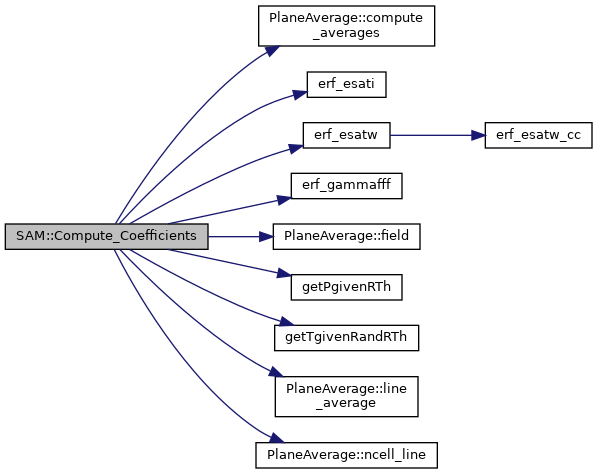 PlaneAverage::compute
_averages
erf_esati
erf_esatw
erf_esatw_cc
erf_gammafff
SAM::Compute_Coefficients
PlaneAverage::field
getPgivenRTh
getTgivenRandRTh
PlaneAverage::line
_average
PlaneAverage::ncell_line